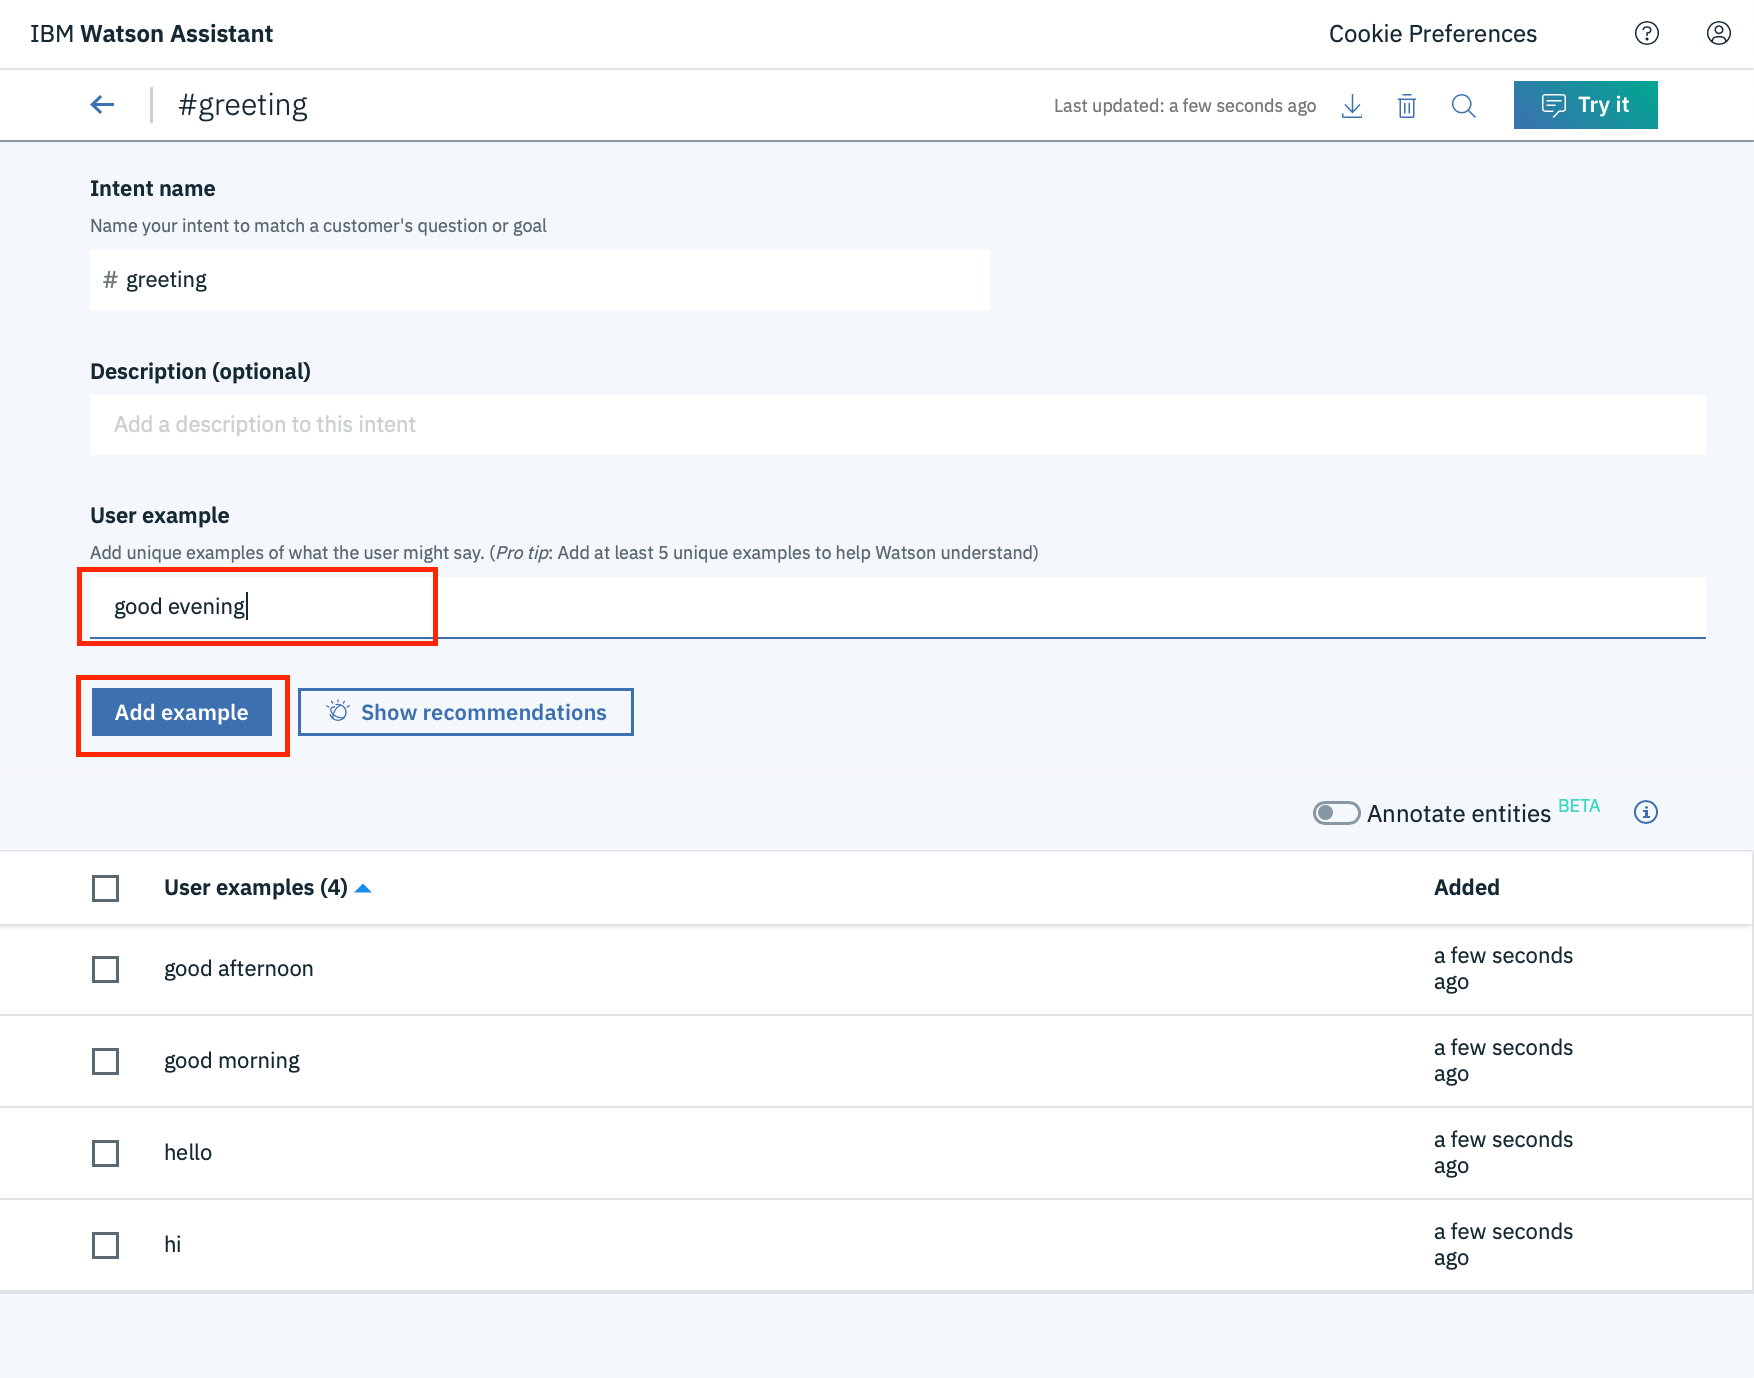 IBM Watson Assistant
Cookie Preferences
#greeting
Last updated: a few seconds ago
Try it
Intent name
Name your intent to match a customer's question or goal
# greeting
Description (optional)
Add a description to this intent
User example
Add unique examples of what the user might say. (Pro tip: Add at least 5 unique examples to help Watson understand)
good evening
Add example
Show recommendations
Annotate entities BETA
User examples (4)
Added
good afternoon
a few seconds
ago
good morning
a few seconds
ago
hello
a few seconds
ago
hi
a few seconds
ago